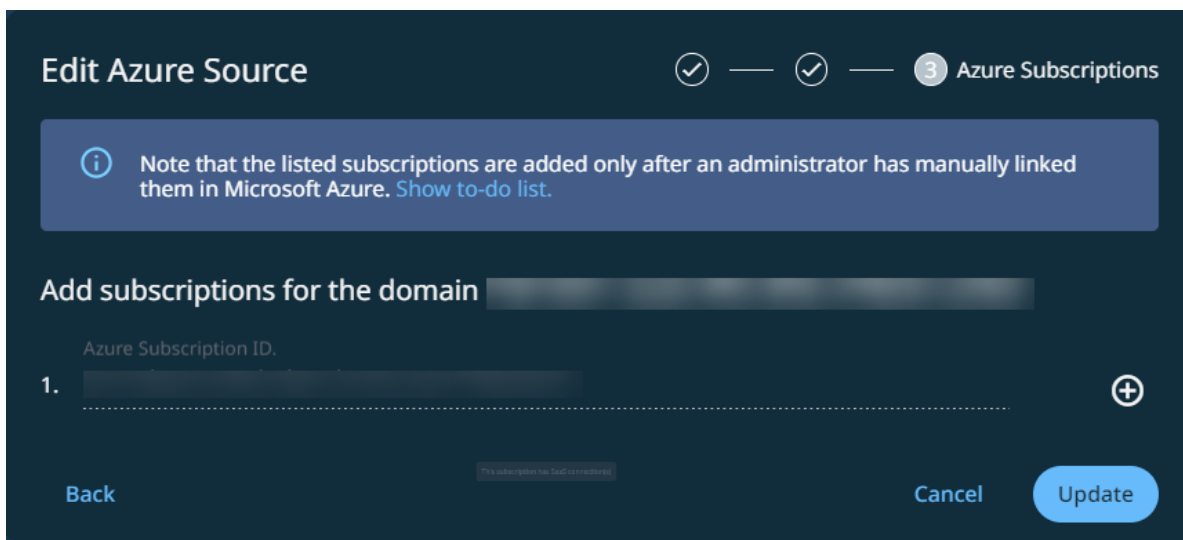 Edit Azure Source
3 Azure Subscriptions
Note that the listed subscriptions are added only after an administrator has manually linked
them in Microsoft Azure. Show to-do list.
Add subscriptions for the domain
Azure Subscription ID.
1.
This subscription has SaaS connection(s)
Back
Cancel
Update